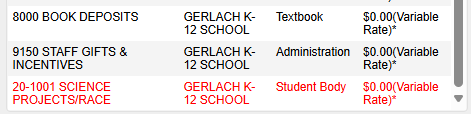 8000 BOOK DEPOSITS GERLACH K- Textbook $0.00(Variable
12 SCHOOL Rate)*
9150 STAFF GIFTS & GERLACH K- Administration $0.00(Variable
INCENTIVES 12 SCHOOL Rate)*
20-1001 SCIENCE GERLACH K- Student Body $0.00(Variable
PROJECTS/RACE 12 SCHOOL Rate)*